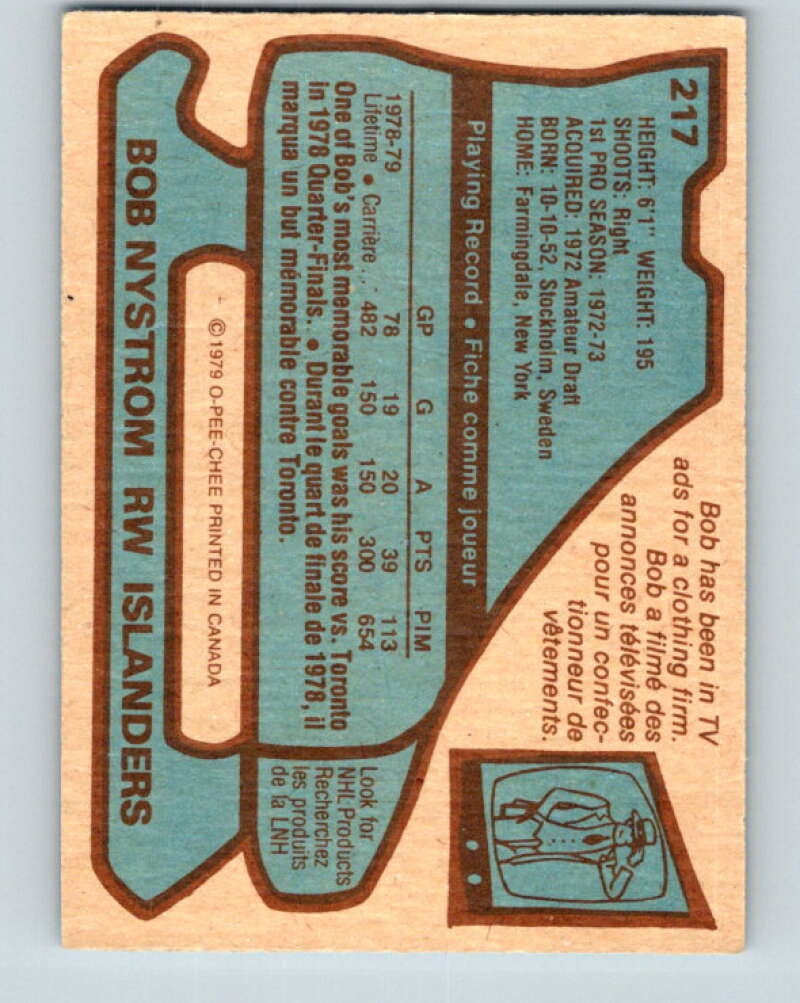 217
HEIGHT: 6'1" WEIGHT: 195
SHOOTS: Right
1st PRO SEASON: 1972-73
ACQUIRED: 1972 Amateur Draft
BORN: 10-10-52, Stockholm, Sweden
HOME: Farmingdale, New York
Bob has been in TV
ads for a clothing firm.
Bob a filmé des
annonces télévisées
pour un confec-
tionneur de
vêtements.
Playing Record • Fiche comme joueur
GP G A PTS PIM
1978-79 78 19 20 39 113
Lifetime • Carrière... 482 150 150 300 654
One of Bob's most memorable goals was his score vs. Toronto
in 1978 Quarter-Finals. • Durant le quart de finale de 1978, il
marqua un but mémorable contre Toronto.
Look for
NHL Products
Recherchez
les produits
de la LNH
©1979 O-PEE-CHEE PRINTED IN CANADA
BOB NYSTROM RW ISLANDERS